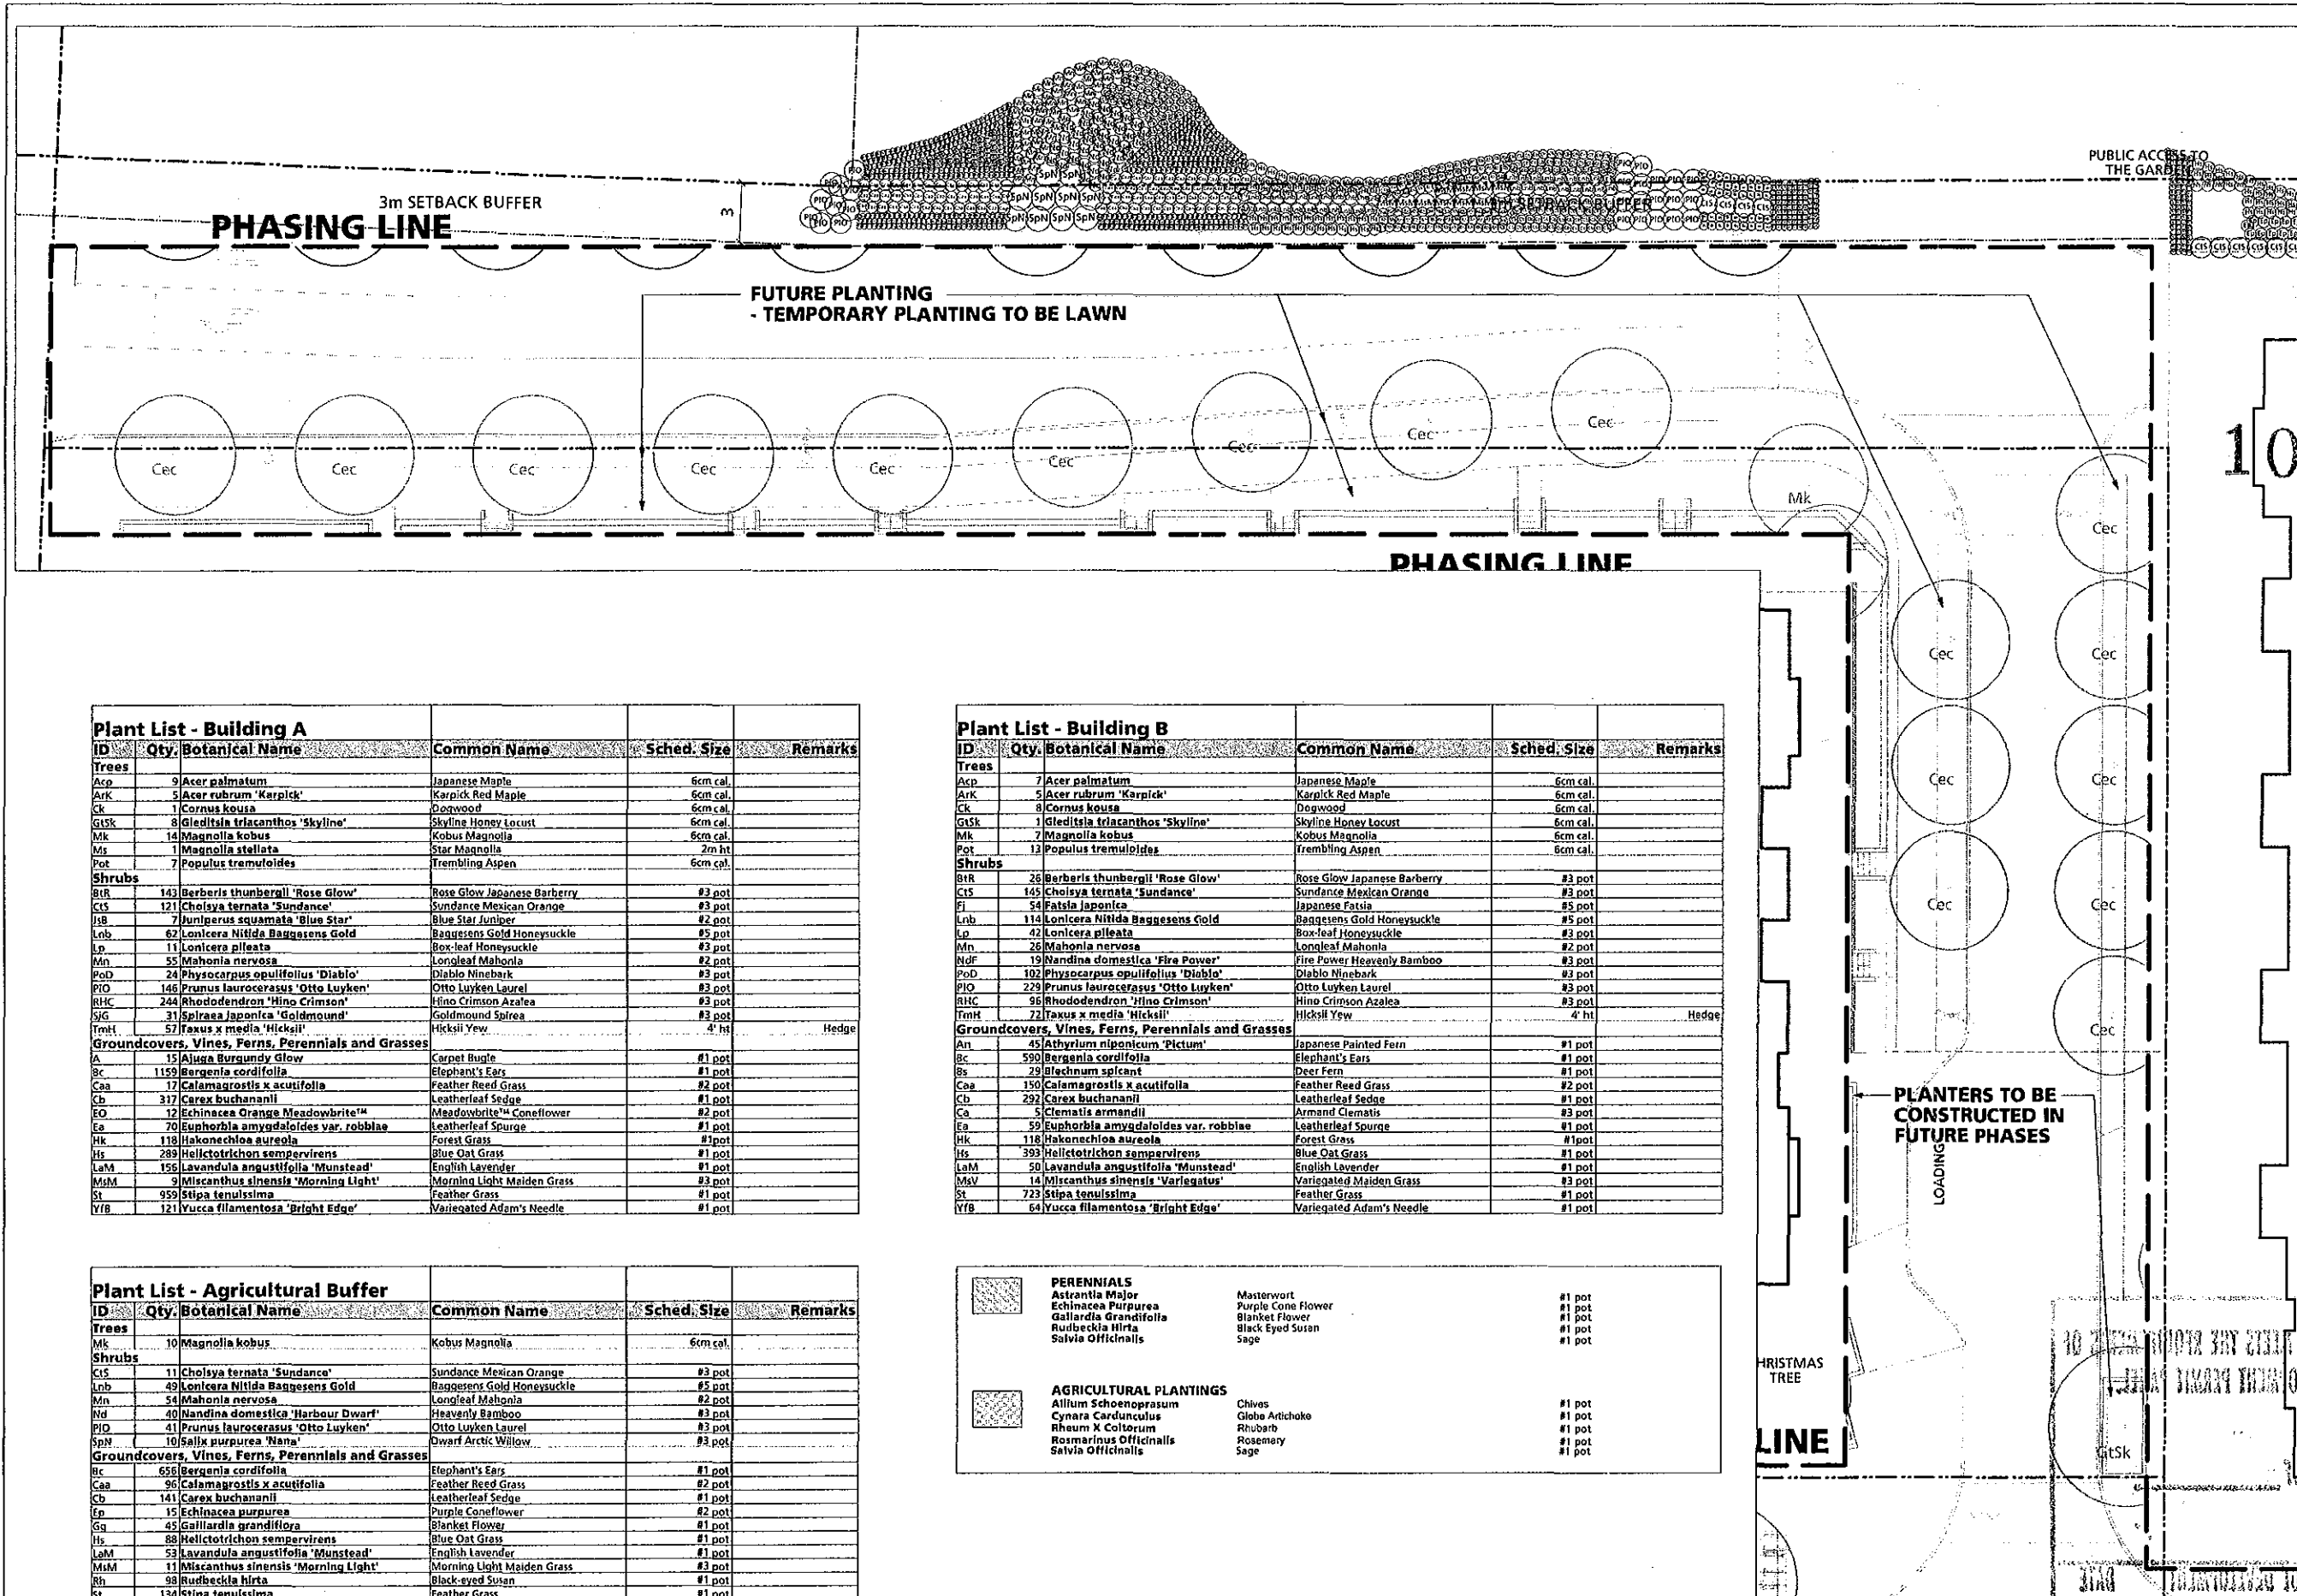 PUBLIC ACCESS TO
THE GARDEN
3m SETBACK BUFFER
PHASING LINE
3
3m SETBACK BUFFER
FUTURE PLANTING
- TEMPORARY PLANTING TO BE LAWN
Cec Cec Cec Cec Cec Cec Cec Cec Cec
Mk
10
PHASING LINE
Cec
Cec Cec
Cec Cec
Cec Cec
Cec
Plant List - Building A
ID Qty. Botanical Name Common Name Sched. Size Remarks
Trees
Acp 9 Acer palmatum Japanese Maple 6cm cal.
ArK 5 Acer rubrum 'Karpick' Karpick Red Maple 6cm cal.
Ck 1 Cornus kousa Dogwood 6cm cal.
GtSk 8 Gleditsia triacanthos 'Skyline' Skyline Honey Locust 6cm cal.
Mk 14 Magnolia kobus Kobus Magnolia 6cm cal.
Ms 1 Magnolia stellata Star Magnolia 2m ht
Pot 7 Populus tremuloides Trembling Aspen 6cm cal.
Shrubs
BtR 143 Berberis thunbergii 'Rose Glow' Rose Glow Japanese Barberry #3 pot
CtS 121 Choisya ternata 'Sundance' Sundance Mexican Orange #3 pot
JsB 7 Juniperus squamata 'Blue Star' Blue Star Juniper #2 pot
Lnb 62 Lonicera Nitida Baggesens Gold Baggesens Gold Honeysuckle #5 pot
Lp 11 Lonicera pileata Box-leaf Honeysuckle #3 pot
Mn 55 Mahonia nervosa Longleaf Mahonia #2 pot
PoD 24 Physocarpus opulifolius 'Diablo' Diablo Ninebark #3 pot
PlO 146 Prunus laurocerasus 'Otto Luyken' Otto Luyken Laurel #3 pot
RHC 244 Rhododendron 'Hino Crimson' Hino Crimson Azalea #3 pot
SjG 31 Spiraea japonica 'Goldmound' Goldmound Spirea #3 pot
TmH 57 Taxus x media 'Hicksii' Hicksii Yew 4' ht Hedge
Groundcovers, Vines, Ferns, Perennials and Grasses
A 15 Ajuga Burgundy Glow Carpet Bugle #1 pot
Bc 1159 Bergenia cordifolia Elephant's Ears #1 pot
Caa 17 Calamagrostis x acutifolia Feather Reed Grass #2 pot
Cb 317 Carex buchananii Leatherleaf Sedge #1 pot
EO 12 Echinacea Orange Meadowbrite™ Meadowbrite™ Coneflower #2 pot
Ea 70 Euphorbia amygdaloides var. robbiae Leatherleaf Spurge #1 pot
Hk 118 Hakonechloa aureola Forest Grass #1pot
Hs 289 Helictotrichon sempervirens Blue Oat Grass #1 pot
LaM 156 Lavandula angustifolia 'Munstead' English Lavender #1 pot
MsM 9 Miscanthus sinensis 'Morning Light' Morning Light Maiden Grass #3 pot
St 959 Stipa tenuissima Feather Grass #1 pot
YfB 121 Yucca filamentosa 'Bright Edge' Variegated Adam's Needle #1 pot
Plant List - Building B
ID Qty. Botanical Name Common Name Sched. Size Remarks
Trees
Acp 7 Acer palmatum Japanese Maple 6cm cal.
ArK 5 Acer rubrum 'Karpick' Karpick Red Maple 6cm cal.
Ck 8 Cornus kousa Dogwood 6cm cal.
GtSk 1 Gleditsia triacanthos 'Skyline' Skyline Honey Locust 6cm cal.
Mk 7 Magnolia kobus Kobus Magnolia 6cm cal.
Pot 13 Populus tremuloides Trembling Aspen 6cm cal.
Shrubs
BtR 26 Berberis thunbergii 'Rose Glow' Rose Glow Japanese Barberry #3 pot
CtS 145 Choisya ternata 'Sundance' Sundance Mexican Orange #3 pot
Fj 54 Fatsia japonica Japanese Fatsia #5 pot
Lnb 114 Lonicera Nitida Baggesens Gold Baggesens Gold Honeysuckle #5 pot
Lp 42 Lonicera pileata Box-leaf Honeysuckle #3 pot
Mn 26 Mahonia nervosa Longleaf Mahonia #2 pot
NdF 19 Nandina domestica 'Fire Power' Fire Power Heavenly Bamboo #3 pot
PoD 102 Physocarpus opulifolius 'Diablo' Diablo Ninebark #3 pot
PlO 229 Prunus laurocerasus 'Otto Luyken' Otto Luyken Laurel #3 pot
RHC 96 Rhododendron 'Hino Crimson' Hino Crimson Azalea #3 pot
TmH 72 Taxus x media 'Hicksii' Hicksii Yew 4' ht Hedge
Groundcovers, Vines, Ferns, Perennials and Grasses
An 45 Athyrium niponicum 'Pictum' Japanese Painted Fern #1 pot
Bc 590 Bergenia cordifolia Elephant's Ears #1 pot
Bs 29 Blechnum spicant Deer Fern #1 pot
Caa 150 Calamagrostis x acutifolia Feather Reed Grass #2 pot
Cb 292 Carex buchananii Leatherleaf Sedge #1 pot
Ca 5 Clematis armandii Armand Clematis #3 pot
Ea 59 Euphorbia amygdaloides var. robbiae Leatherleaf Spurge #1 pot
Hk 118 Hakonechloa aureola Forest Grass #1pot
Hs 393 Helictotrichon sempervirens Blue Oat Grass #1 pot
LaM 50 Lavandula angustifolia 'Munstead' English Lavender #1 pot
MsV 14 Miscanthus sinensis 'Variegatus' Variegated Maiden Grass #3 pot
St 723 Stipa tenuissima Feather Grass #1 pot
YfB 64 Yucca filamentosa 'Bright Edge' Variegated Adam's Needle #1 pot
PLANTERS TO BE
CONSTRUCTED IN
FUTURE PHASES
LOADING
Plant List - Agricultural Buffer
ID Qty. Botanical Name Common Name Sched. Size Remarks
Trees
Mk 10 Magnolia kobus Kobus Magnolia 6cm cal.
Shrubs
CtS 11 Choisya ternata 'Sundance' Sundance Mexican Orange #3 pot
Lnb 49 Lonicera Nitida Baggesens Gold Baggesens Gold Honeysuckle #5 pot
Mn 54 Mahonia nervosa Longleaf Mahonia #2 pot
Nd 40 Nandina domestica 'Harbour Dwarf' Heavenly Bamboo #3 pot
PlO 41 Prunus laurocerasus 'Otto Luyken' Otto Luyken Laurel #3 pot
SpN 10 Salix purpurea 'Nana' Dwarf Arctic Willow #3 pot
Groundcovers, Vines, Ferns, Perennials and Grasses
Bc 656 Bergenia cordifolia Elephant's Ears #1 pot
Caa 96 Calamagrostis x acutifolia Feather Reed Grass #2 pot
Cb 141 Carex buchananii Leatherleaf Sedge #1 pot
Ep 15 Echinacea purpurea Purple Coneflower #2 pot
Gg 45 Gaillardia grandiflora Blanket Flower #1 pot
Hs 88 Helictotrichon sempervirens Blue Oat Grass #1 pot
LaM 53 Lavandula angustifolia 'Munstead' English Lavender #1 pot
MsM 11 Miscanthus sinensis 'Morning Light' Morning Light Maiden Grass #3 pot
Rh 98 Rudbeckia hirta Black-eyed Susan #1 pot
St 134 Stipa tenuissima Feather Grass #1 pot
PERENNIALS
Astrantia Major Masterwort #1 pot
Echinacea Purpurea Purple Cone Flower #1 pot
Gallardia Grandifolia Blanket Flower #1 pot
Rudbeckia Hirta Black Eyed Susan #1 pot
Salvia Officinalis Sage #1 pot
AGRICULTURAL PLANTINGS
Allium Schoenoprasum Chives #1 pot
Cynara Cardunculus Globe Artichoke #1 pot
Rheum X Coltorum Rhubarb #1 pot
Rosmarinus Officinalis Rosemary #1 pot
Salvia Officinalis Sage #1 pot
HRISTMAS
TREE
LINE
GtSk